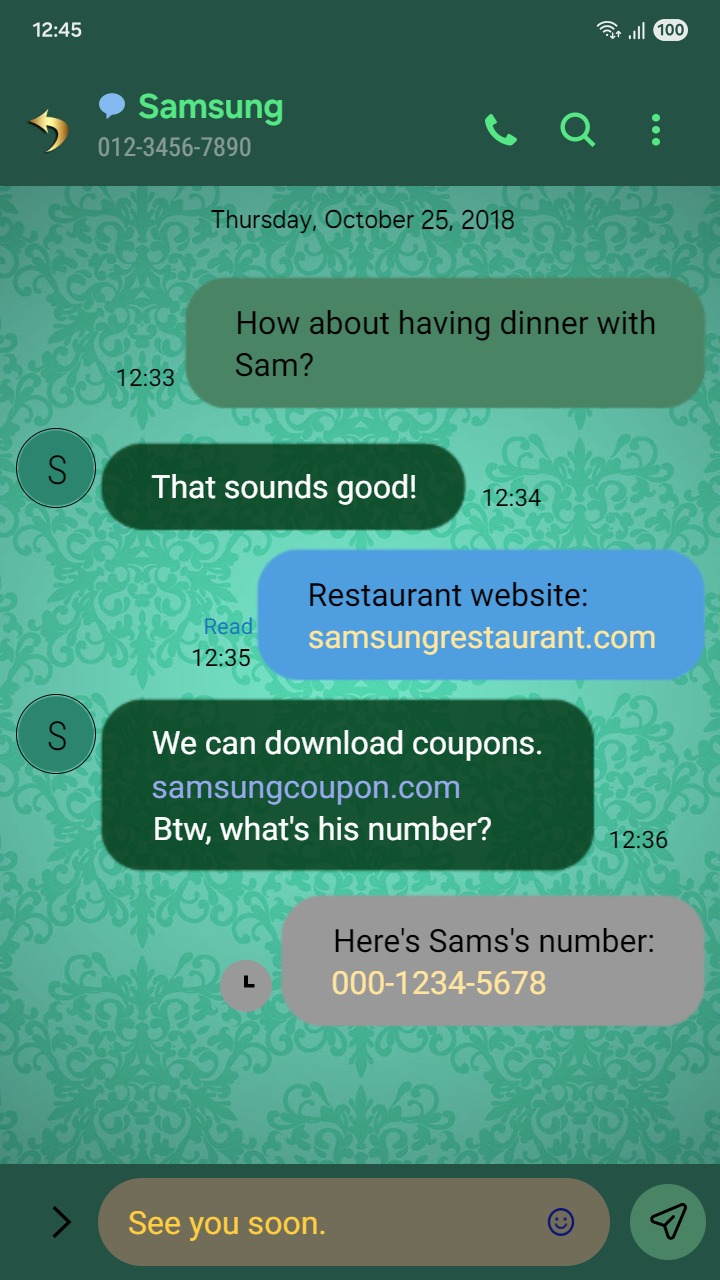 12:45
100
Samsung
012-3456-7890
Thursday, October 25, 2018
How about having dinner with
Sam?
12:33
S
That sounds good!
12:34
Restaurant website:
Read
samsungrestaurant.com
12:35
S
We can download coupons.
samsungcoupon.com
Btw, what's his number?
12:36
Here's Sams's number:
000-1234-5678
See you soon.